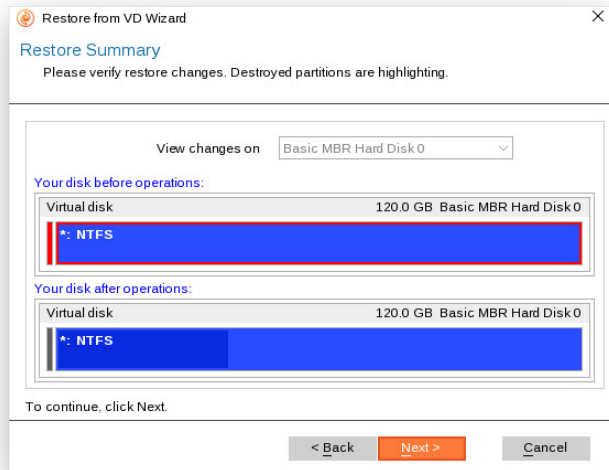 Restore from VD Wizard
Restore Summary
Please verify restore changes. Destroyed partitions are highlighting.
View changes on Basic MBR Hard Disk 0
Your disk before operations:
Virtual disk 120.0 GB Basic MBR Hard Disk 0
*: NTFS
Your disk after operations:
Virtual disk 120.0 GB Basic MBR Hard Disk 0
*: NTFS
To continue, click Next.
< Back Next > Cancel